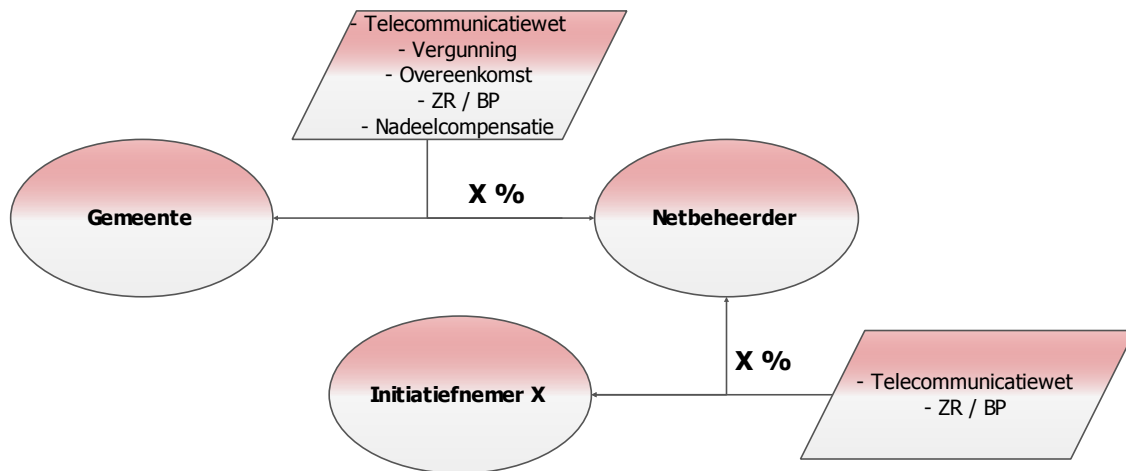 - Telecommunicatiewet
- Vergunning
- Overeenkomst
- ZR / BP
- Nadeelcompensatie
X %
Gemeente
Netbeheerder
X %
Initiatiefnemer X
- Telecommunicatiewet
- ZR / BP